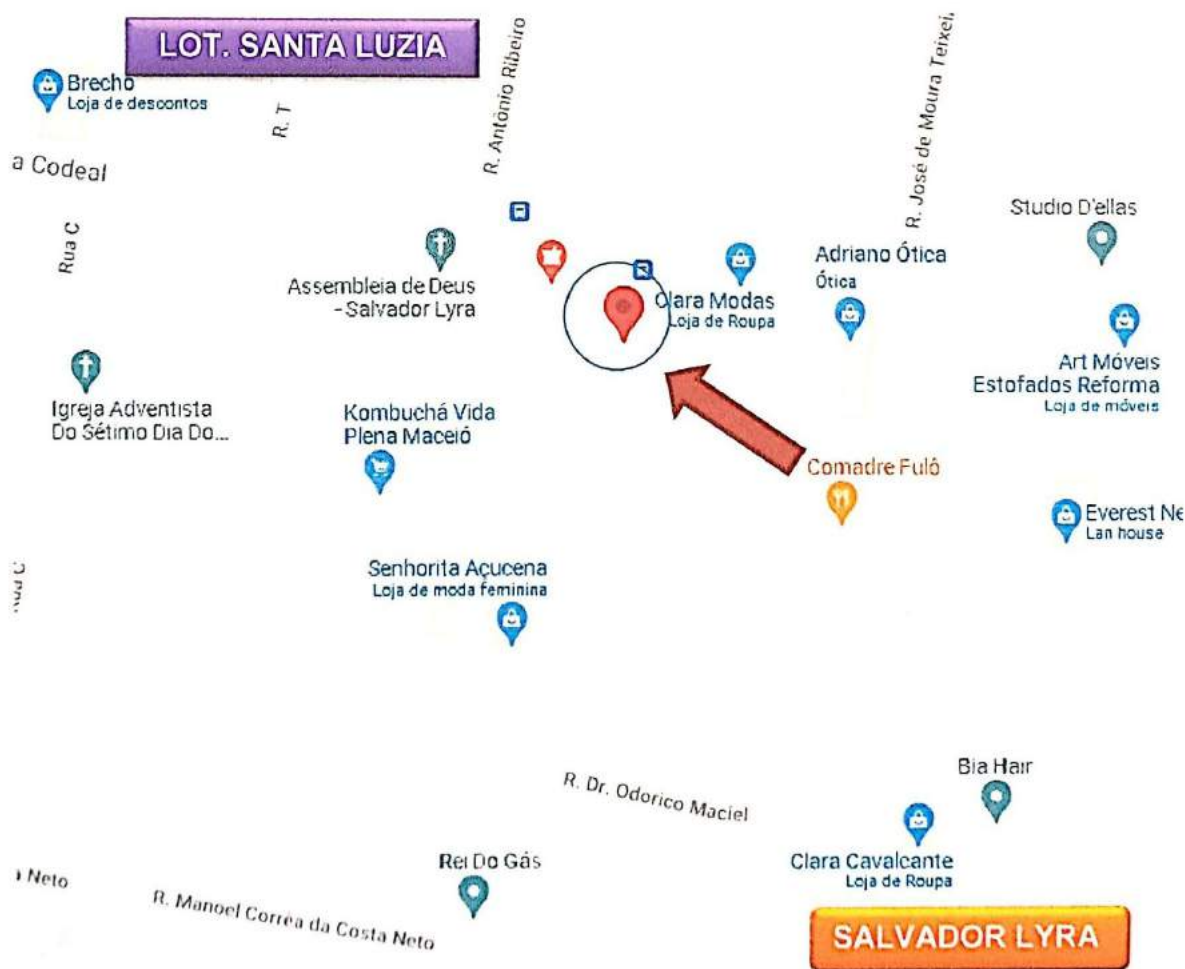 LOT. SANTA LUZIA
Brecho
Loja de descontos
R. T
R. Antônio Ribeiro
R. José de Moura Teixei
a Codeal
Rua C
Studio D'ellas
Assembleia de Deus
-Salvador Lyra
Clara Modas
Loja de Roupa
Adriano Ótica
Ótica
Art Móveis
Estofados Reforma
Loja de móveis
Igreja Adventista
Do Sétimo Dia Do...
Kombuchá Vida
Plena Maceió
Comadre Fulô
Everest Ne
Lan house
Senhorita Açucena
Loja de moda feminina
Rua C
R. Dr. Odorico Maciel
Bia Hair
Rei Do Gás
Clara Cavalcante
Loja de Roupa
Neto
R. Manoel Corrêa da Costa Neto
SALVADOR LYRA